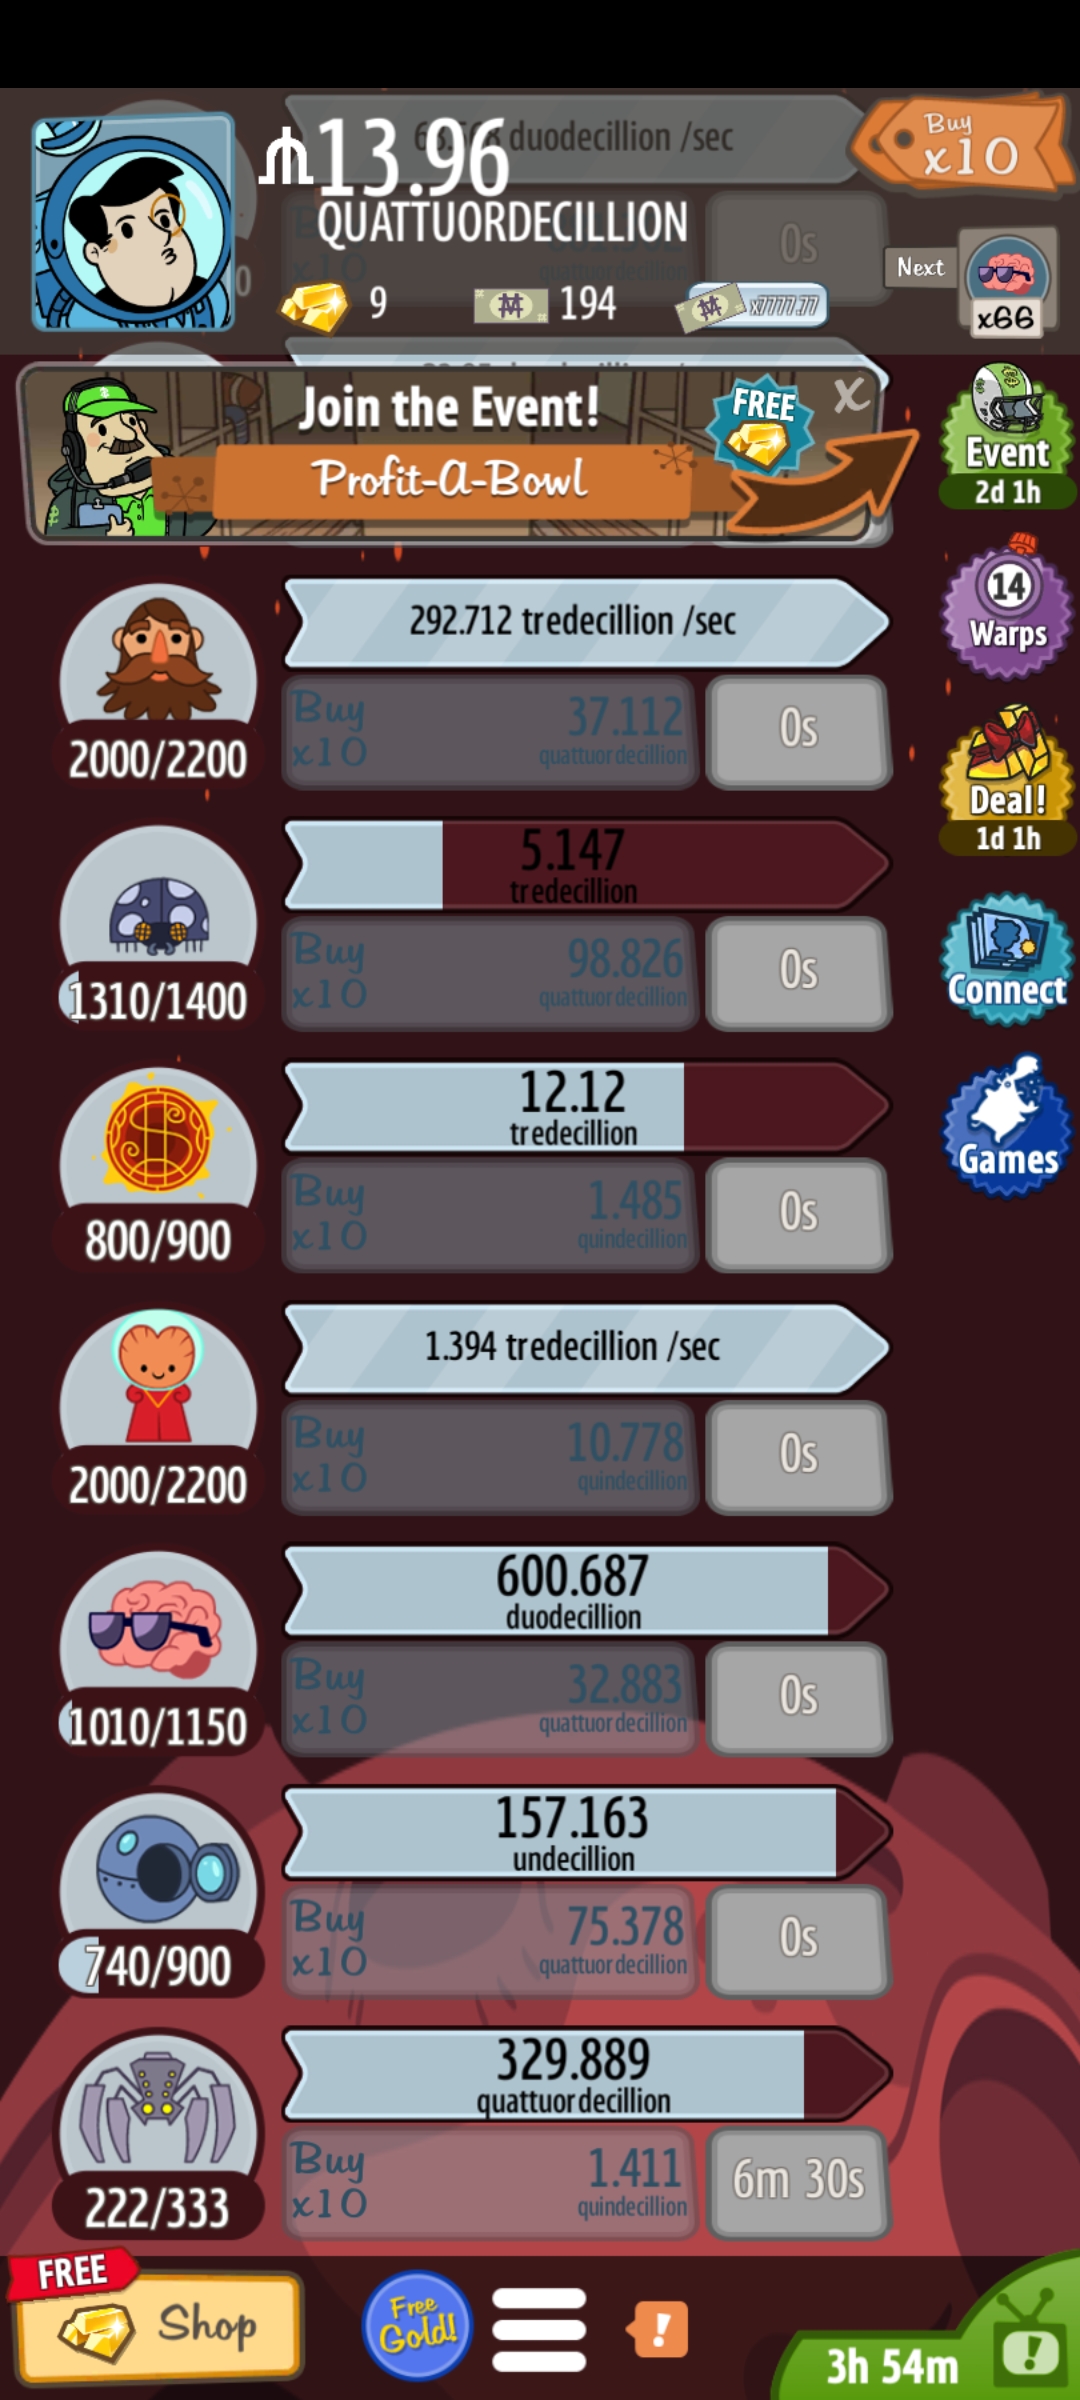 duodecillion /sec
13.96
QUATTUORDECILLION
Buy
x10
0s
quattuordecillion
9
194
x7777.77
Next
x66
Join the Event!
FREE
X
Profit-A-Bowl
Event
2d 1h
292.712 tredecillion /sec
2000/2200
Buy
x10
37.112
quattuordecillion
0s
14
Warps
5.147
tredecillion
1310/1400
Buy
x10
98.826
quattuordecillion
0s
Deal!
1d 1h
12.12
tredecillion
800/900
Buy
x10
1.485
quindecillion
0s
Connect
Games
1.394 tredecillion /sec
2000/2200
Buy
x10
10.778
quindecillion
0s
600.687
duodecillion
1010/1150
Buy
x10
32.883
quattuordecillion
0s
157.163
undecillion
740/900
Buy
x10
75.378
quattuordecillion
0s
329.889
quattuordecillion
222/333
Buy
x10
1.411
quindecillion
6m 30s
FREE
Shop
Free
Gold!
!
3h 54m
!